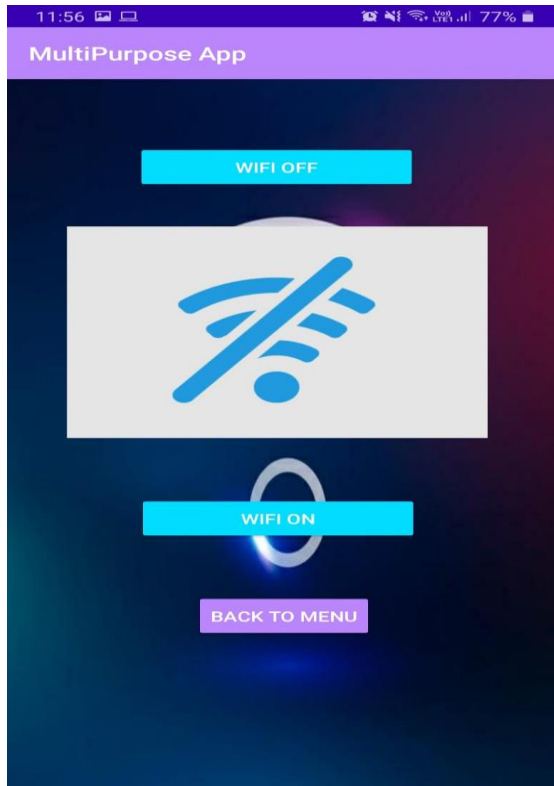 11:56 77%
MultiPurpose App
WIFI OFF
WIFI ON
BACK TO MENU